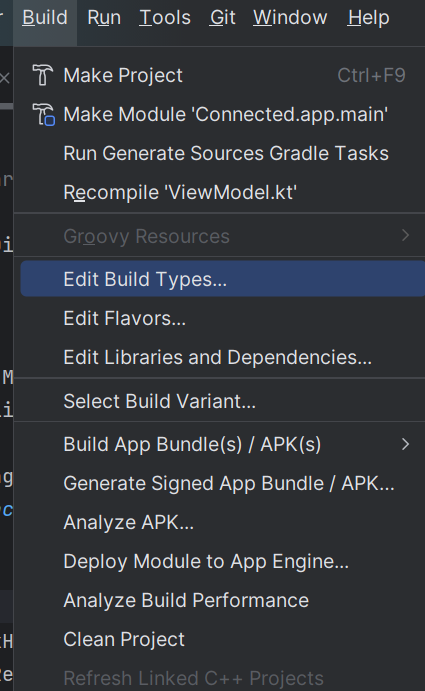 Build Run Tools Git Window Help
Make Project Ctrl+F9
Make Module 'Connected.app.main'
Run Generate Sources Gradle Tasks
Recompile 'ViewModel.kt'
Groovy Resources
Edit Build Types...
Edit Flavors...
Edit Libraries and Dependencies...
Select Build Variant...
Build App Bundle(s) / APK(s)
Generate Signed App Bundle / APK...
Analyze APK...
Deploy Module to App Engine...
Analyze Build Performance
Clean Project
Refresh Linked C++ Projects